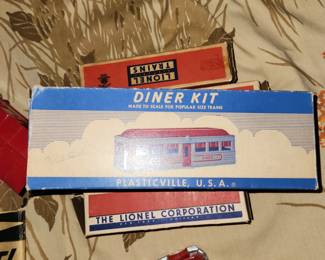 LIONEL
TRAINS
DINER KIT
MADE TO SCALE FOR POPULAR SIZE TRAINS
PLASTICVILLE, U.S.A.®
THE LIONEL CORPORATION